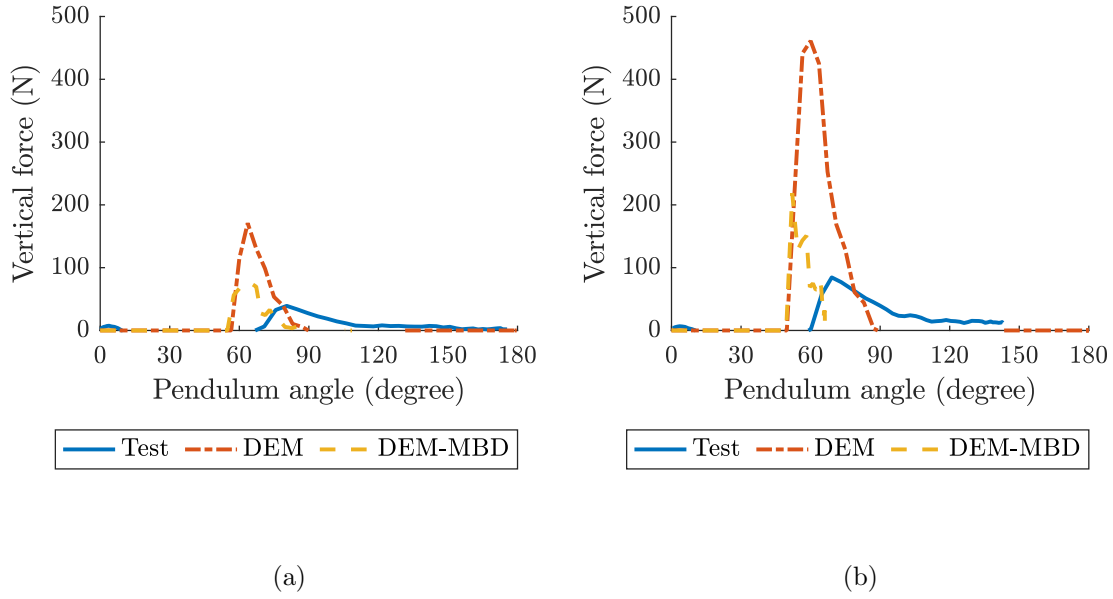 500
400
300
200
100
0
Vertical force (N)
0 30 60 90 120 150 180
Pendulum angle (degree)
Test DEM DEM-MBD
(a)
500
400
300
200
100
0
Vertical force (N)
0 30 60 90 120 150 180
Pendulum angle (degree)
Test DEM DEM-MBD
(b)